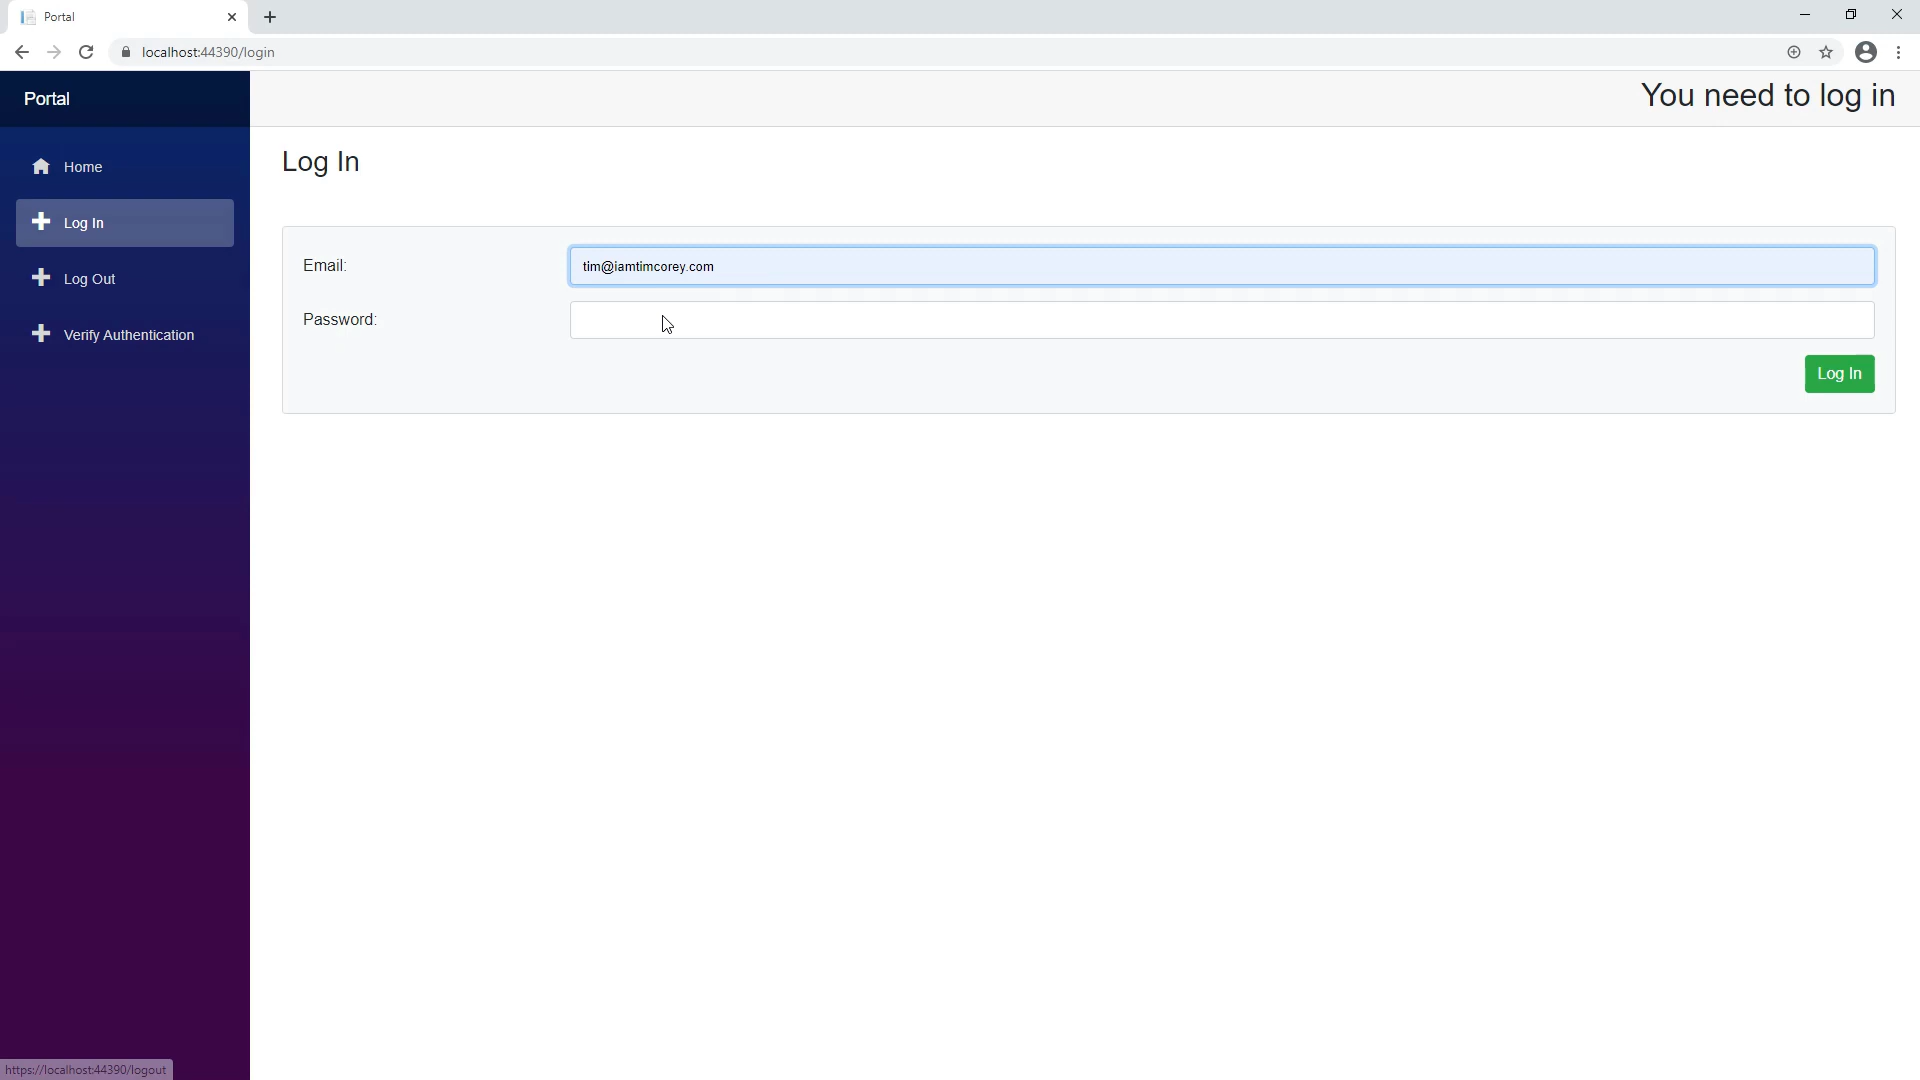 Portal
localhost:44390/login
Portal
You need to log in
Home
Log In
Log Out
Verify Authentication
Log In
Email:
tim@iamtimcorey.com
Password:
Log In
https://localhost:44390/logout